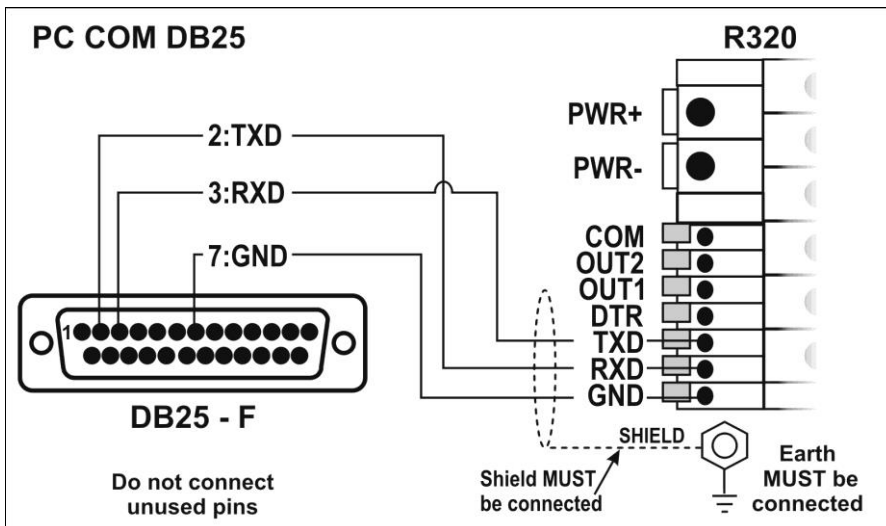 PC COM DB25
R320
PWR+
PWR-
2:TXD
3:RXD
7:GND
COM
OUT2
OUT1
DTR
TXD
RXD
GND
1
DB25 - F
SHIELD
Do not connect
unused pins
Shield MUST
be connected
Earth
MUST be
connected